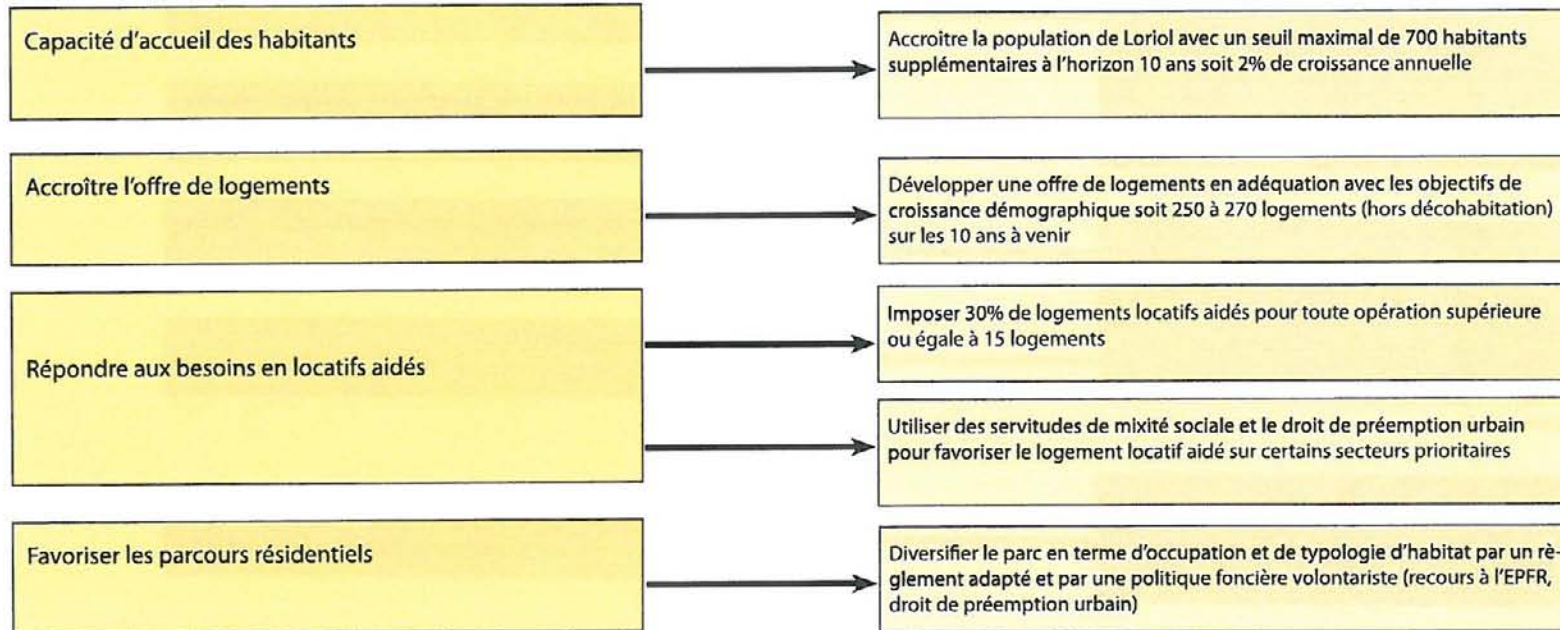 Capacité d'accueil des habitants
Accroître la population de Loriol avec un seuil maximal de 700 habitants
supplémentaires à l'horizon 10 ans soit 2% de croissance annuelle
Accroître l'offre de logements
Développer une offre de logements en adéquation avec les objectifs de
croissance démographique soit 250 à 270 logements (hors décohabitation)
sur les 10 ans à venir
Répondre aux besoins en locatifs aidés
Imposer 30% de logements locatifs aidés pour toute opération supérieure
ou égale à 15 logements
Utiliser des servitudes de mixité sociale et le droit de préemption urbain
pour favoriser le logement locatif aidé sur certains secteurs prioritaires
Favoriser les parcours résidentiels
Diversifier le parc en terme d'occupation et de typologie d'habitat par un rè-
glement adapté et par une politique foncière volontariste (recours à l'EPFR,
droit de préemption urbain)